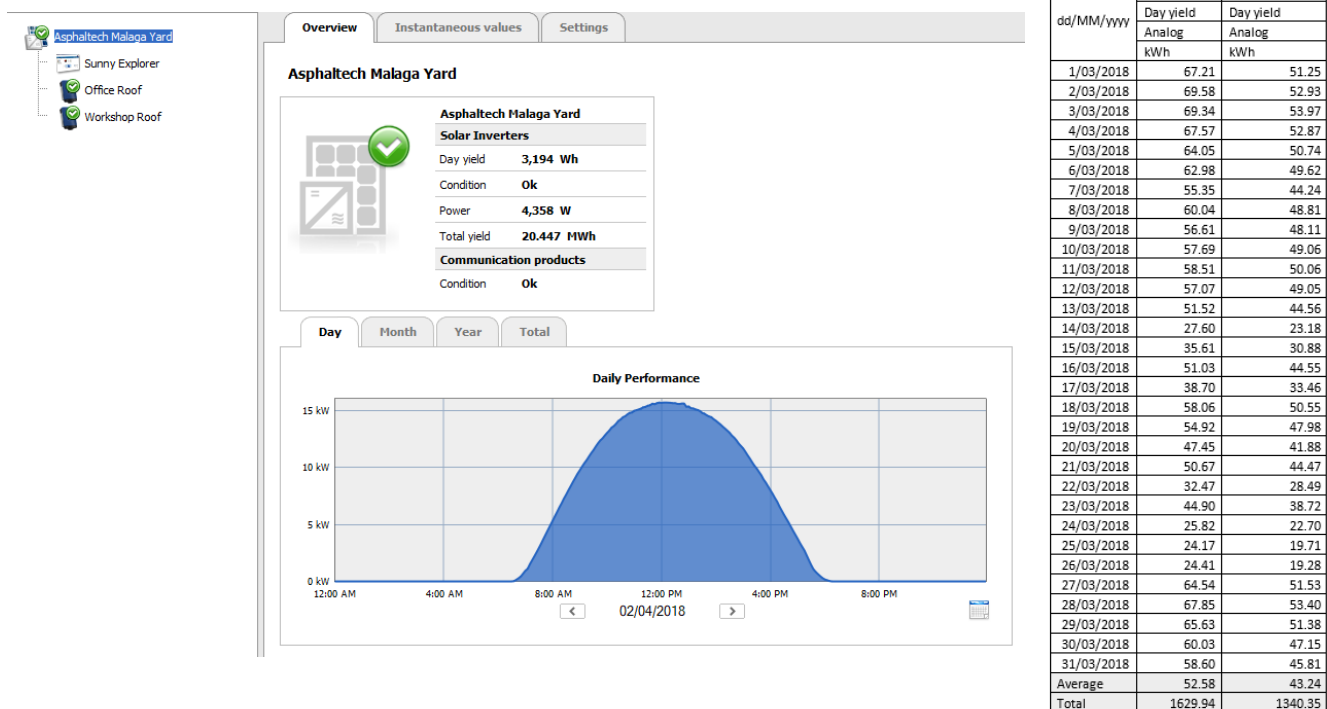 Asphaltech Malaga Yard
Sunny Explorer
Office Roof
Workshop Roof
Overview Instantaneous values Settings
Asphaltech Malaga Yard
Asphaltech Malaga Yard
Solar Inverters
Day yield 3,194 Wh
Condition Ok
Power 4,358 W
Total yield 20.447 MWh
Communication products
Condition Ok
Day Month Year Total
Daily Performance
15 kW
10 kW
5 kW
0 kW
12:00 AM 4:00 AM 8:00 AM 12:00 PM 4:00 PM 8:00 PM
< 02/04/2018 >
dd/MM/yyyy Day yield Day yield
Analog Analog
kWh kWh
1/03/2018 67.21 51.25
2/03/2018 69.58 52.93
3/03/2018 69.34 53.97
4/03/2018 67.57 52.87
5/03/2018 64.05 50.74
6/03/2018 62.98 49.62
7/03/2018 55.35 44.24
8/03/2018 60.04 48.81
9/03/2018 56.61 48.11
10/03/2018 57.69 49.06
11/03/2018 58.51 50.06
12/03/2018 57.07 49.05
13/03/2018 51.52 44.56
14/03/2018 27.60 23.18
15/03/2018 35.61 30.88
16/03/2018 51.03 44.55
17/03/2018 38.70 33.46
18/03/2018 58.06 50.55
19/03/2018 54.92 47.98
20/03/2018 47.45 41.88
21/03/2018 50.67 44.47
22/03/2018 32.47 28.49
23/03/2018 44.90 38.72
24/03/2018 25.82 22.70
25/03/2018 24.17 19.71
26/03/2018 24.41 19.28
27/03/2018 64.54 51.53
28/03/2018 67.85 53.40
29/03/2018 65.63 51.38
30/03/2018 60.03 47.15
31/03/2018 58.60 45.81
Average 52.58 43.24
Total 1629.94 1340.35